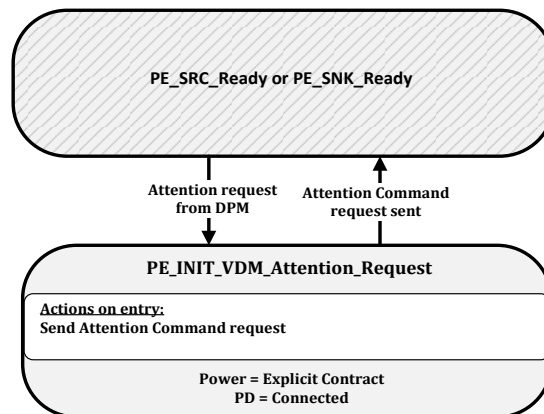 PE_SRC_Ready or PE_SNK_Ready
Attention request
from DPM
Attention Command
request sent
PE_INIT_VDM_Attention_Request
Actions on entry:
Send Attention Command request
Power = Explicit Contract
PD = Connected